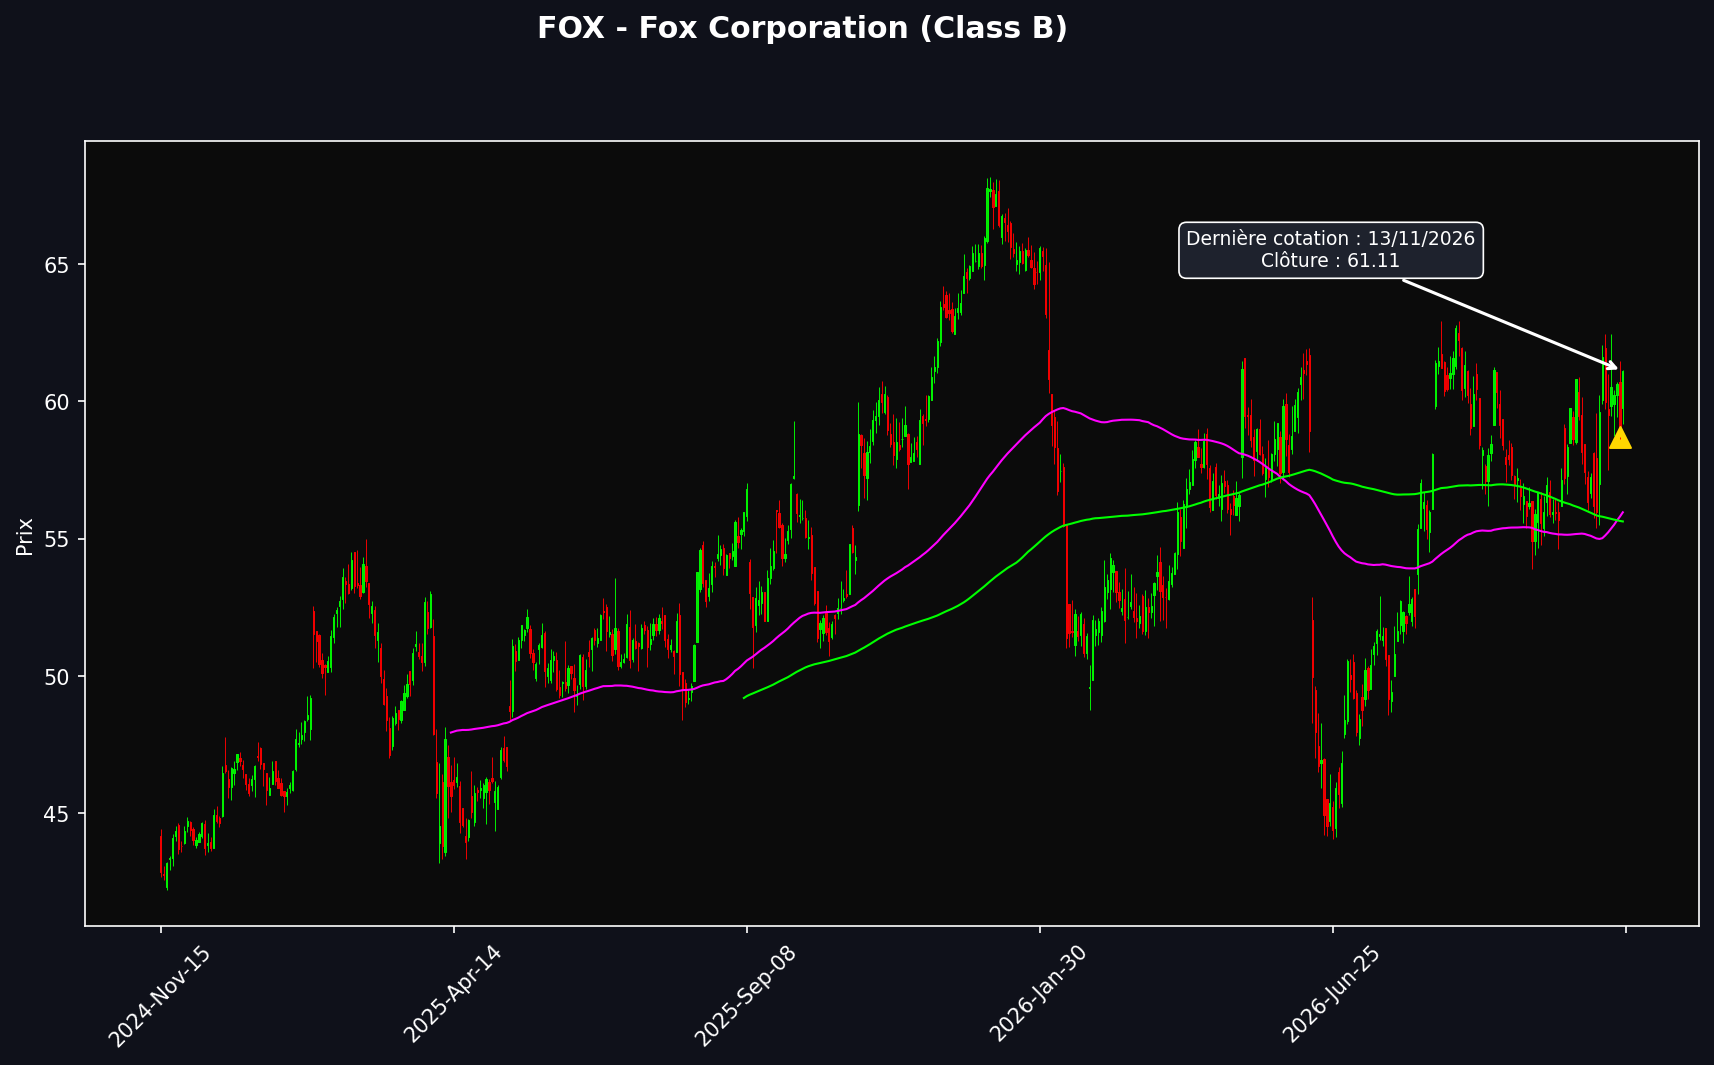 FOX - Fox Corporation (Class B)
Dernière cotation : 13/11/2026
Clôture : 61.11
Prix
65
60
55
50
45
2024-Nov-15
2025-Apr-14
2025-Sep-08
2026-Jan-30
2026-Jun-25